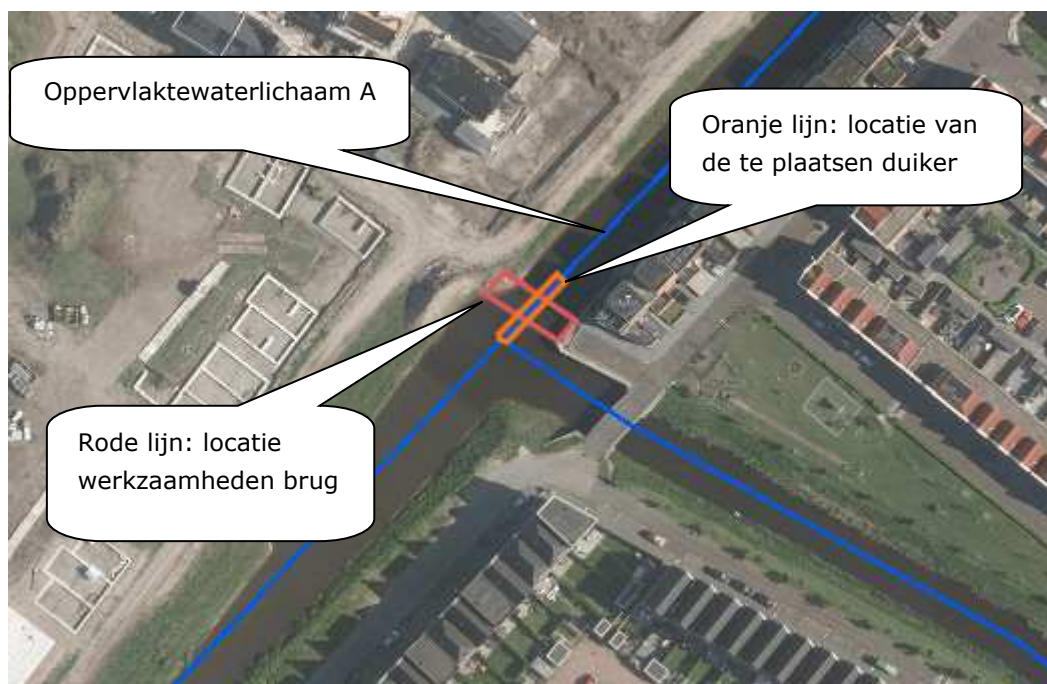 Oppervlaktewaterlichaam A
Oranje lijn: locatie van
de te plaatsen duiker
Rode lijn: locatie
werkzaamheden brug